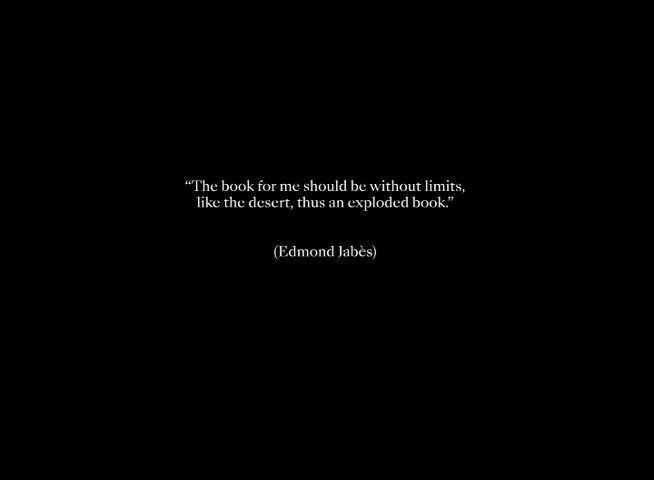 “The book for me should be without limits,
like the desert, thus an exploded book.”
(Edmond Jabès)